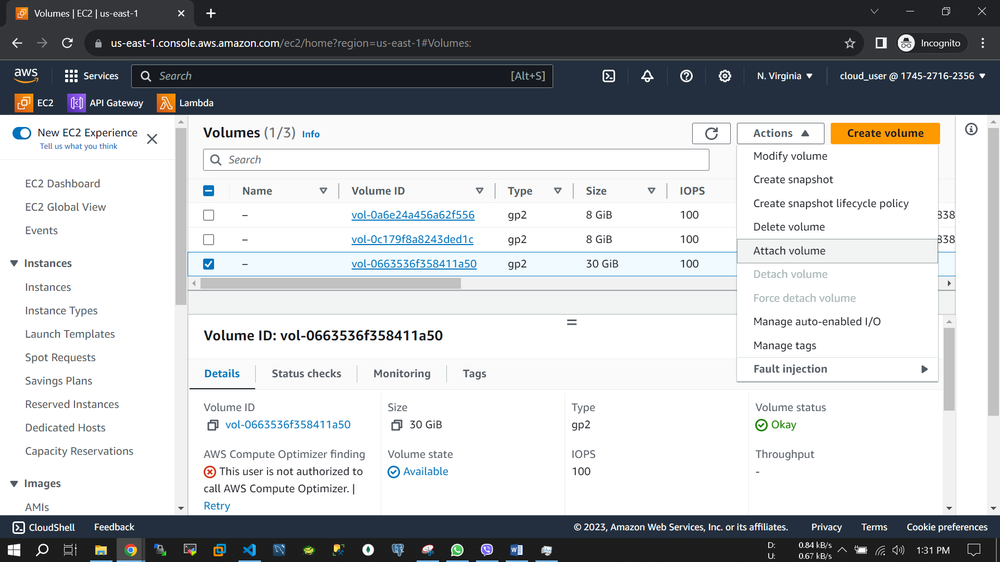 Volumes | EC2 | us-east-1
us-east-1.console.aws.amazon.com/ec2/home?region=us-east-1#Volumes:
Incognito
aws
Services
Search
[Alt+S]
N. Virginia
cloud_user @ 1745-2716-2356
EC2
API Gateway
Lambda
New EC2 Experience
Tell us what you think
EC2 Dashboard
EC2 Global View
Events
Instances
Instances
Instance Types
Launch Templates
Spot Requests
Savings Plans
Reserved Instances
Dedicated Hosts
Capacity Reservations
Images
AMIs
Volumes (1/3) Info
Actions
Create volume
Search
Name Volume ID Type Size IOPS
– vol-0a6e24a456a62f556 gp2 8 GiB 100 838
– vol-0c179f8a8243ded1c gp2 8 GiB 100 838
– vol-0663536f358411a50 gp2 30 GiB 100
Modify volume
Create snapshot
Create snapshot lifecycle policy
Delete volume
Attach volume
Detach volume
Force detach volume
Manage auto-enabled I/O
Manage tags
Fault injection
Volume ID: vol-0663536f358411a50
Details Status checks Monitoring Tags
Volume ID
vol-0663536f358411a50
Size
30 GiB
Type
gp2
Volume status
Okay
AWS Compute Optimizer finding
This user is not authorized to
call AWS Compute Optimizer. |
Retry
Volume state
Available
IOPS
100
Throughput
-
CloudShell
Feedback
© 2023, Amazon Web Services, Inc. or its affiliates.
Privacy
Terms
Cookie preferences
D: 0.84 kB/s
U: 0.67 kB/s
1:31 PM